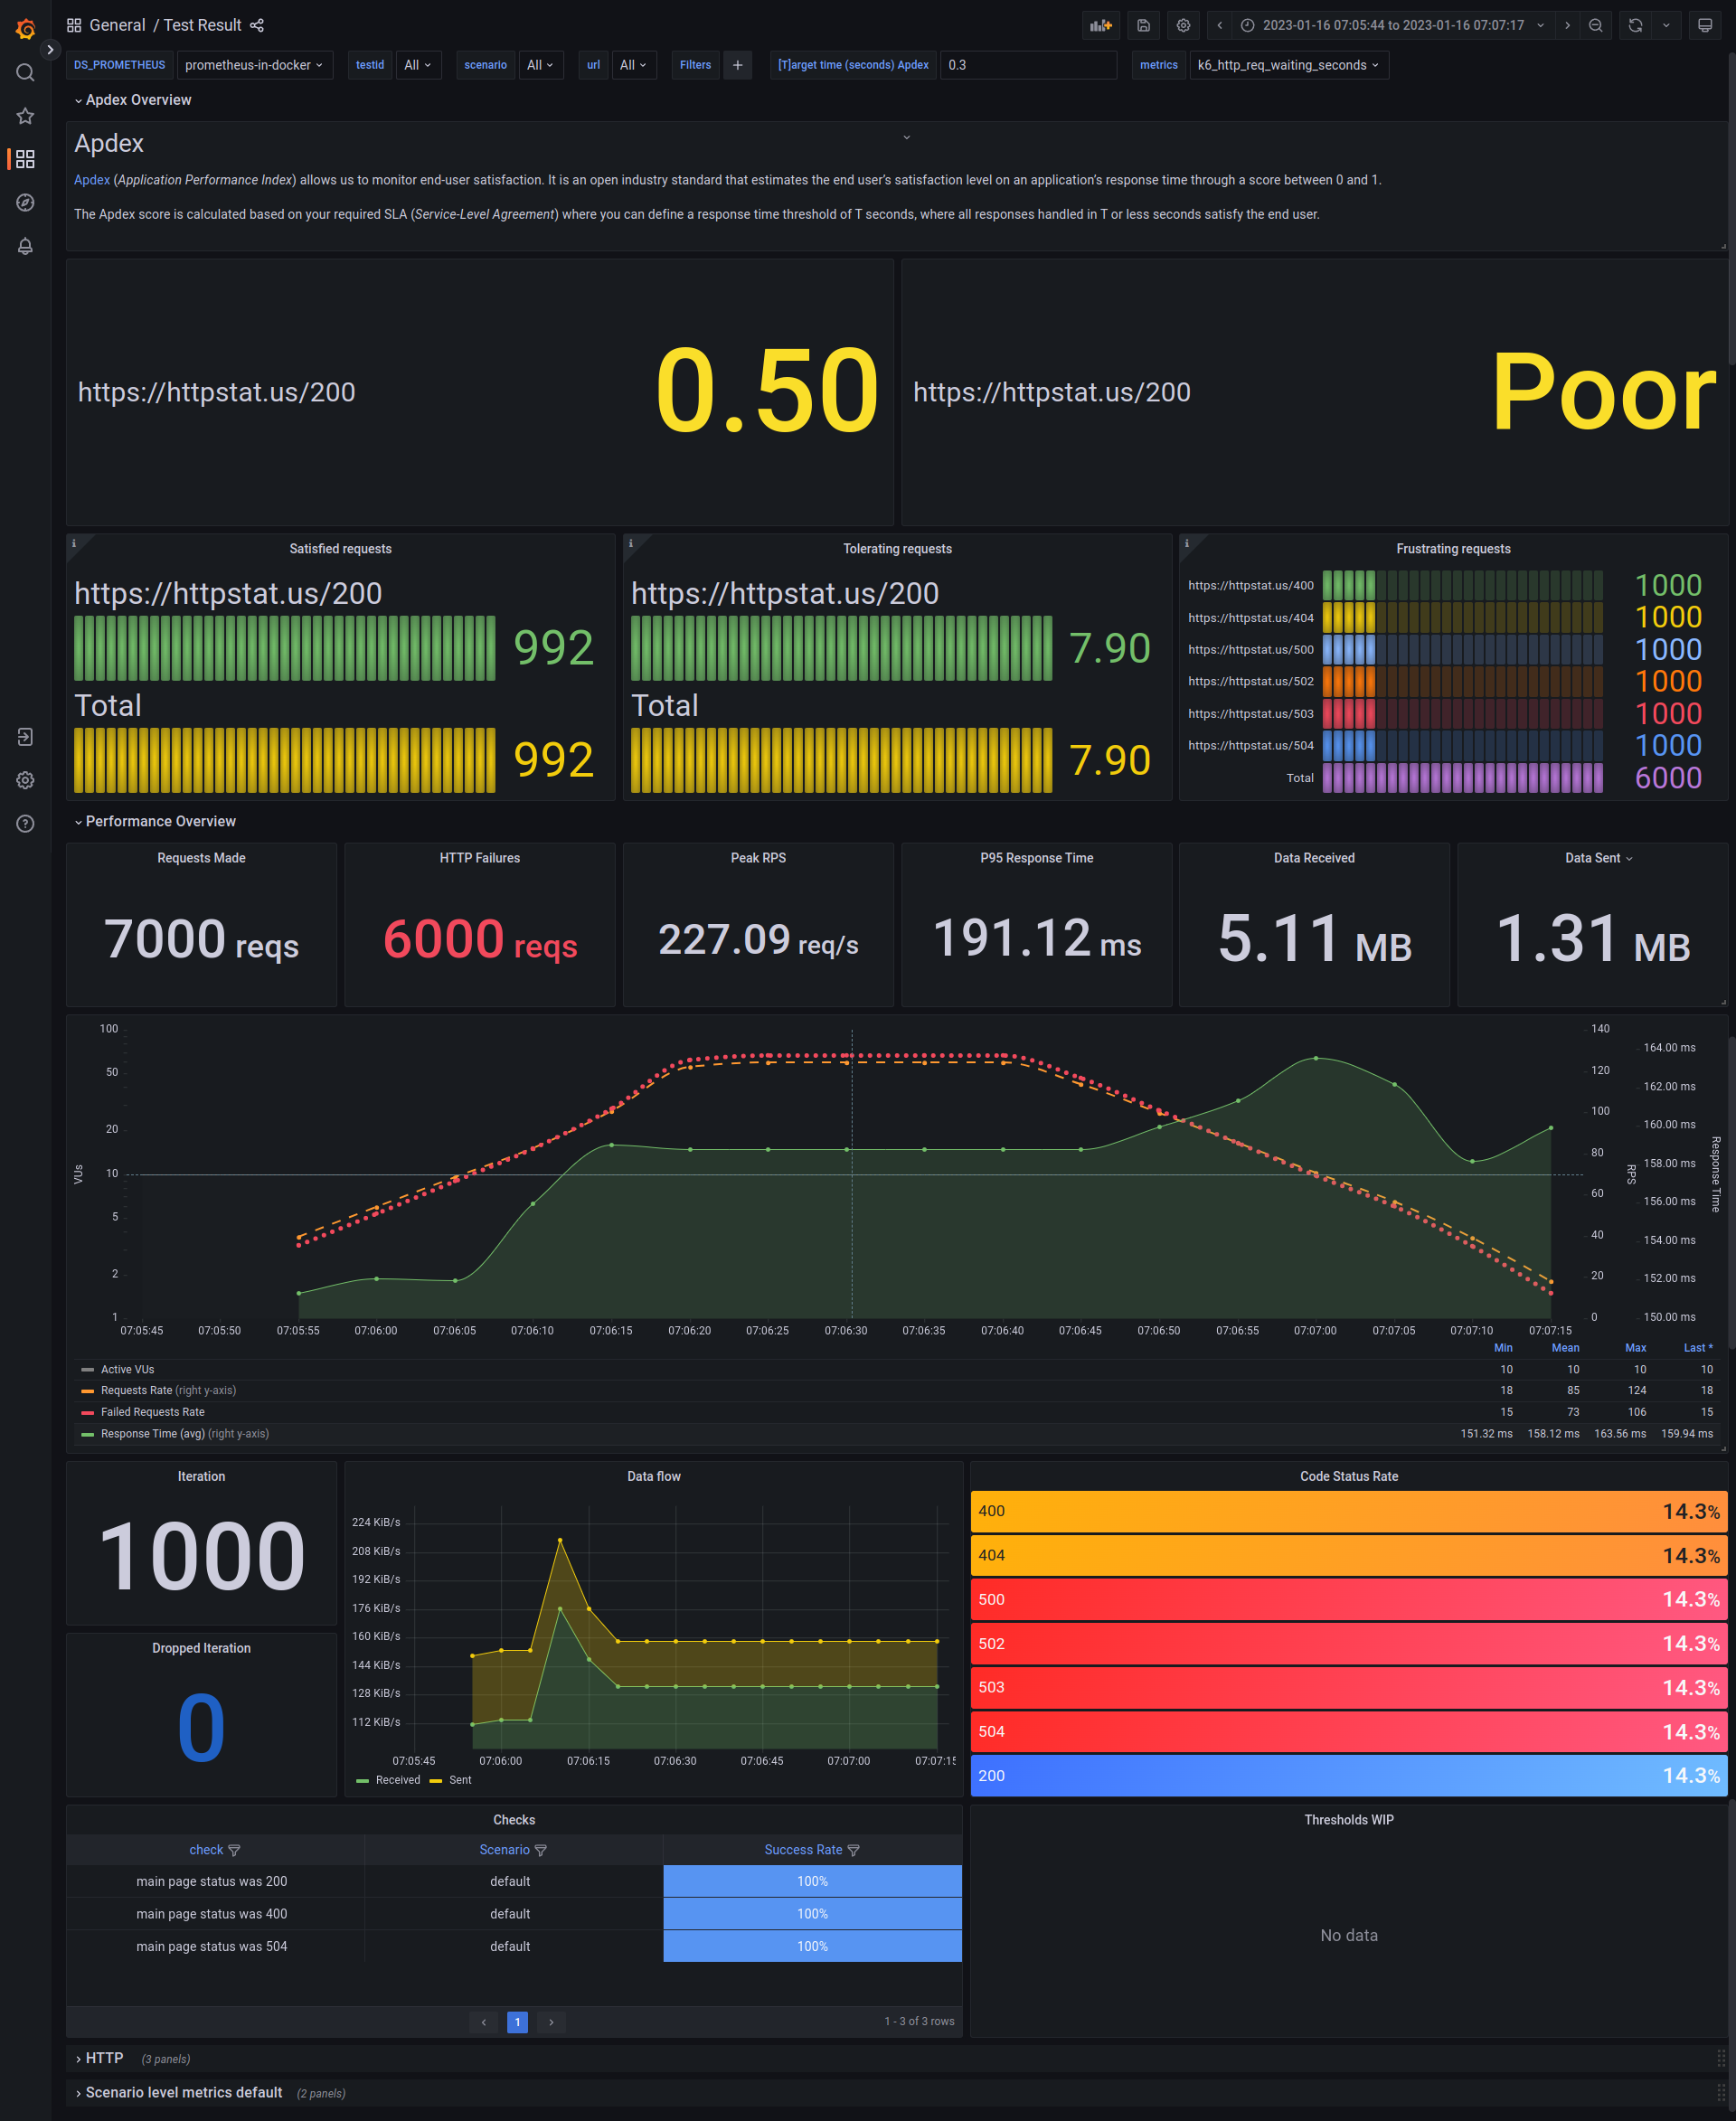 General / Test Result
2023-01-16 07:05:44 to 2023-01-16 07:07:17
DS_PROMETHEUS prometheus-in-docker testid All scenario All url All Filters + [T]arget time (seconds) Apdex 0.3 metrics k6_http_req_waiting_seconds
Apdex Overview
Apdex
Apdex (Application Performance Index) allows us to monitor end-user satisfaction. It is an open industry standard that estimates the end user's satisfaction level on an application's response time through a score between 0 and 1.
The Apdex score is calculated based on your required SLA (Service-Level Agreement) where you can define a response time threshold of T seconds, where all responses handled in T or less seconds satisfy the end user.
https://httpstat.us/200 0.50
https://httpstat.us/200 Poor
Satisfied requests
https://httpstat.us/200
992
Total
992
Tolerating requests
https://httpstat.us/200
7.90
Total
7.90
Frustrating requests
https://httpstat.us/400 1000
https://httpstat.us/404 1000
https://httpstat.us/500 1000
https://httpstat.us/502 1000
https://httpstat.us/503 1000
https://httpstat.us/504 1000
Total 6000
Performance Overview
Requests Made
7000 reqs
HTTP Failures
6000 reqs
Peak RPS
227.09 req/s
P95 Response Time
191.12 ms
Data Received
5.11 MB
Data Sent
1.31 MB
VUs
100
50
20
10
5
2
1
140
120
100
80
60
40
20
0
RPS
164.00 ms
162.00 ms
160.00 ms
158.00 ms
156.00 ms
154.00 ms
152.00 ms
150.00 ms
Response Time
07:05:45 07:05:50 07:05:55 07:06:00 07:06:05 07:06:10 07:06:15 07:06:20 07:06:25 07:06:30 07:06:35 07:06:40 07:06:45 07:06:50 07:06:55 07:07:00 07:07:05 07:07:10 07:07:15
Min Mean Max Last *
Active VUs 10 10 10 10
Requests Rate (right y-axis) 18 85 124 18
Failed Requests Rate 15 73 106 15
Response Time (avg) (right y-axis) 151.32 ms 158.12 ms 163.56 ms 159.94 ms
Iteration
1000
Dropped Iteration
0
Data flow
224 KiB/s
208 KiB/s
192 KiB/s
176 KiB/s
160 KiB/s
144 KiB/s
128 KiB/s
112 KiB/s
07:05:45 07:06:00 07:06:15 07:06:30 07:06:45 07:07:00 07:07:15
Received Sent
Code Status Rate
400 14.3%
404 14.3%
500 14.3%
502 14.3%
503 14.3%
504 14.3%
200 14.3%
Checks
check Scenario Success Rate
main page status was 200 default 100%
main page status was 400 default 100%
main page status was 504 default 100%
1
1 - 3 of 3 rows
Thresholds WIP
No data
HTTP (3 panels)
Scenario level metrics default (2 panels)